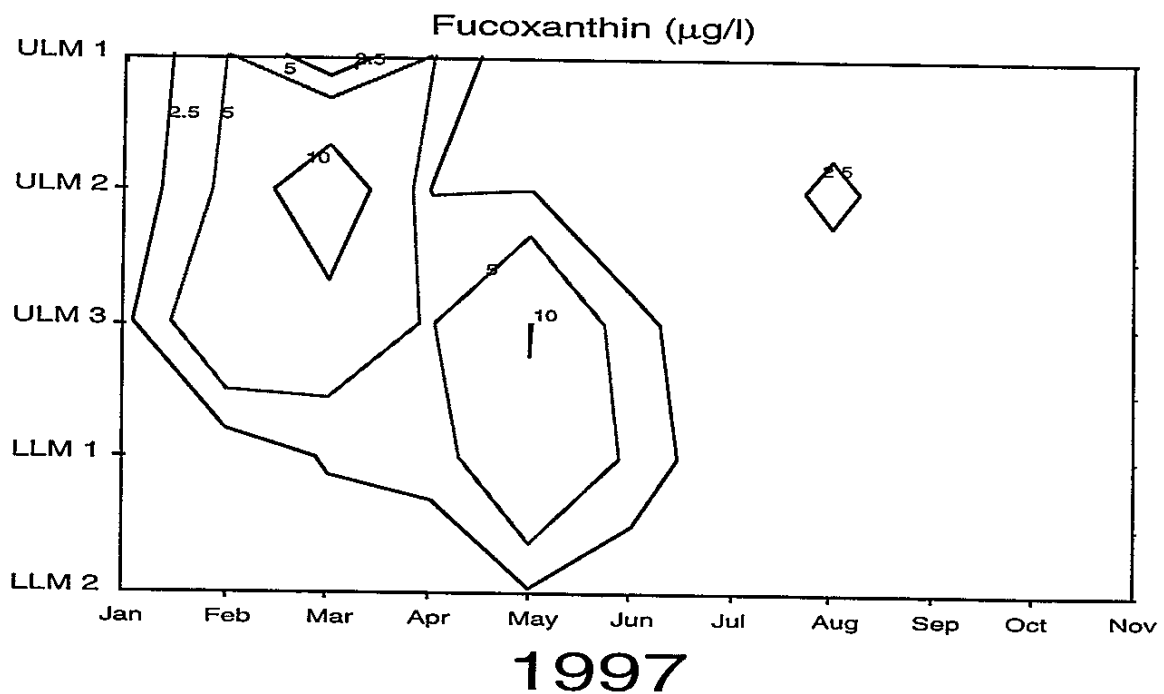 Fucoxanthin (µg/l)
ULM 1
5
2.5
2.5
5
10
ULM 2
2.5
5
ULM 3
10
LLM 1
LLM 2
Jan Feb Mar Apr May Jun Jul Aug Sep Oct Nov
1997